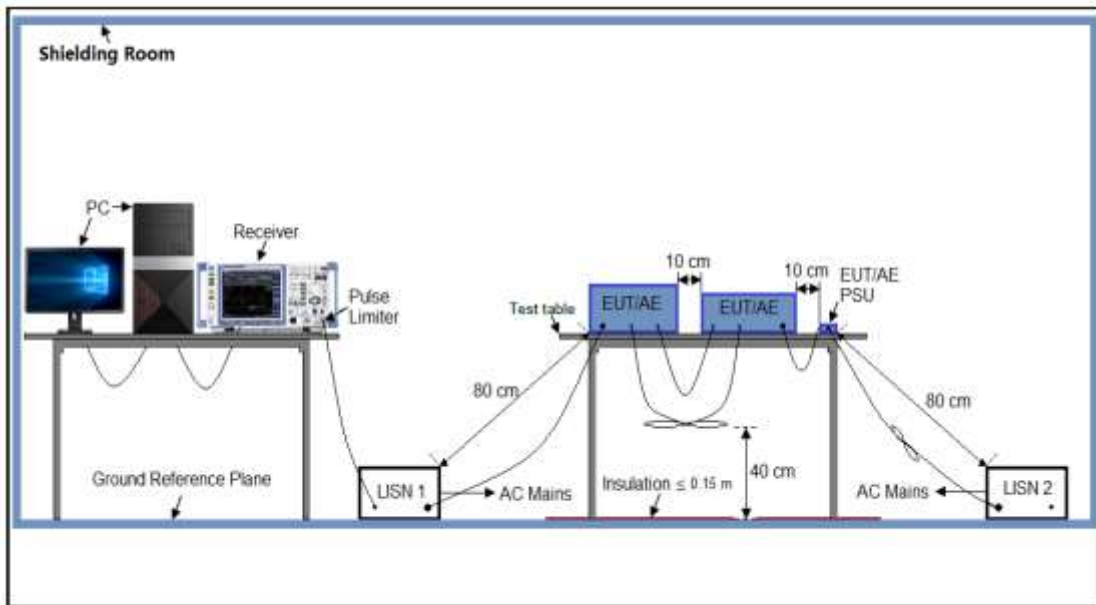 Shielding Room
PC
Receiver
Pulse
Limiter
Test table
EUT/AE
10 cm
EUT/AE
10 cm
EUT/AE
PSU
80 cm
80 cm
40 cm
Ground Reference Plane
LISN 1
AC Mains
Insulation ≤ 0.15 m
AC Mains
LISN 2